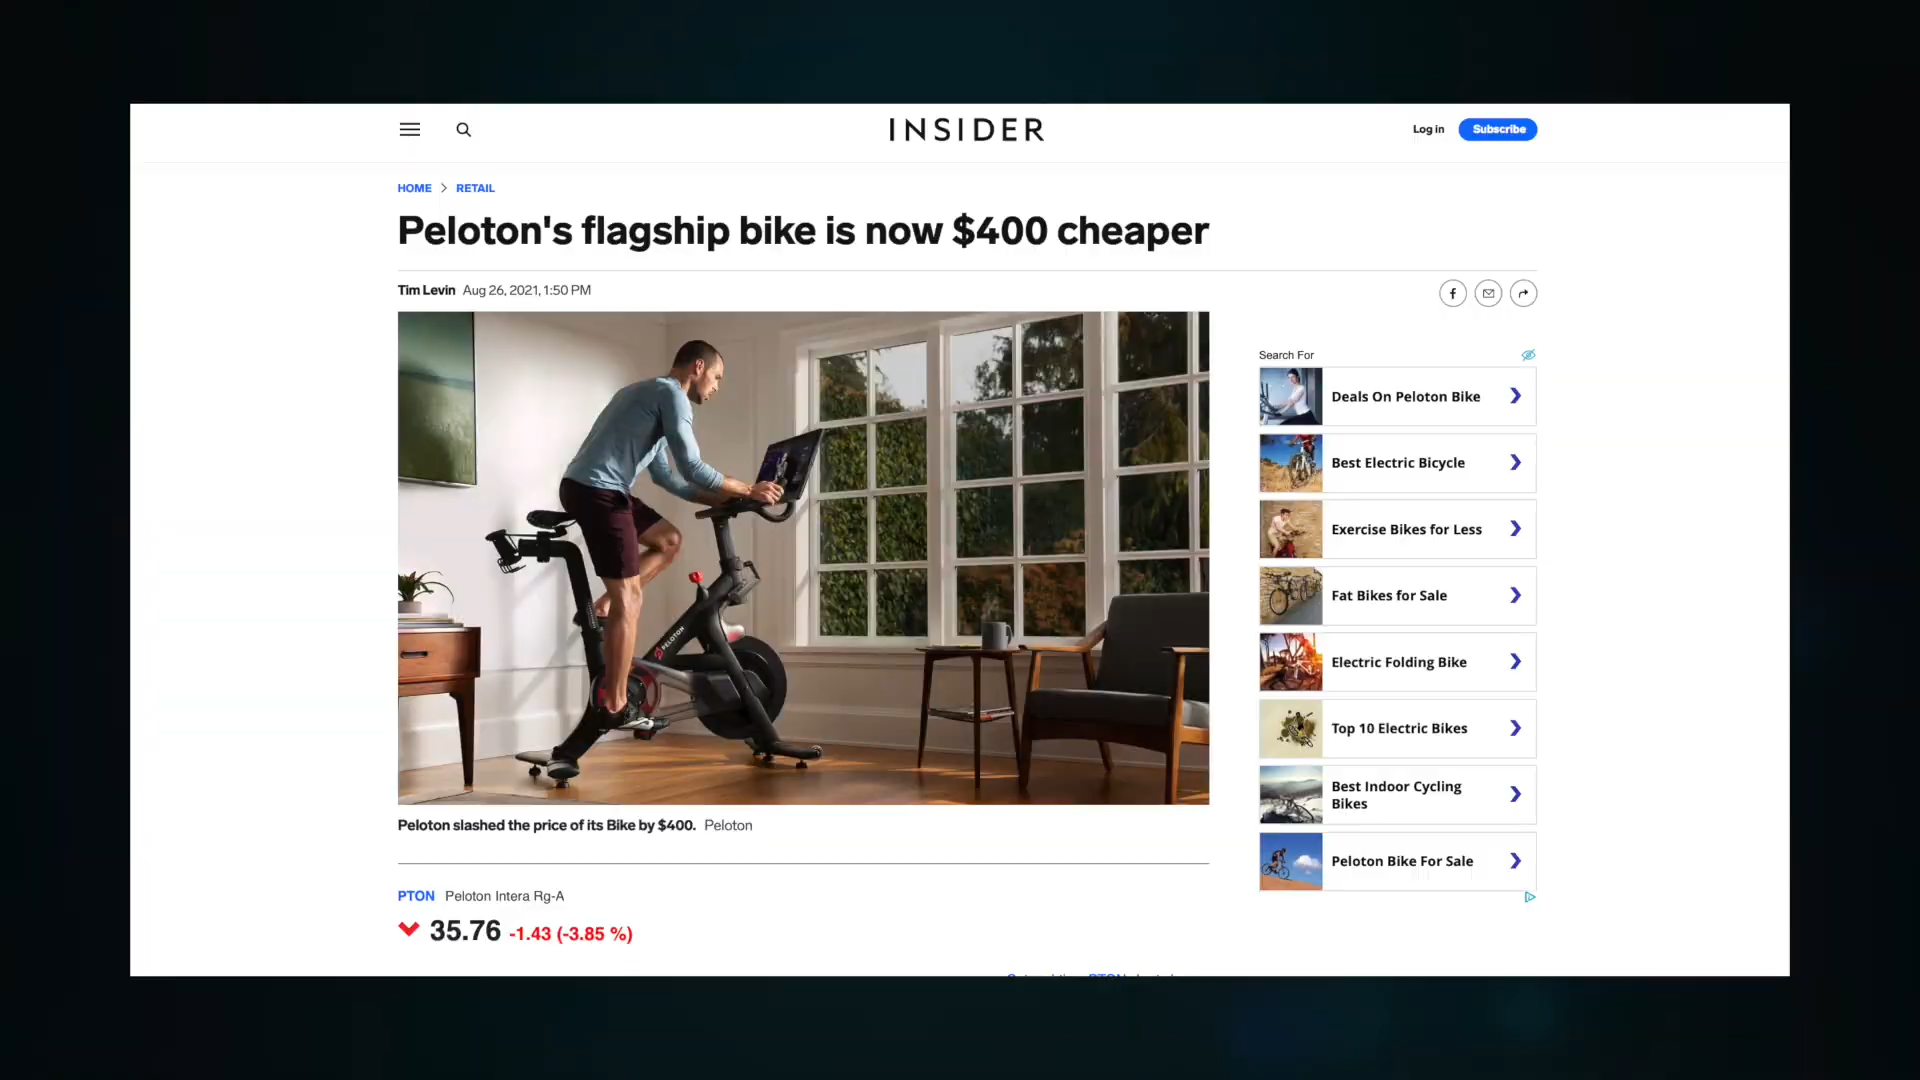 INSIDER
Log in
Subscribe
HOME > RETAIL
Peloton's flagship bike is now $400 cheaper
Tim Levin Aug 26, 2021, 1:50 PM
PELOTON
Peloton slashed the price of its Bike by $400. Peloton
PTON Peloton Intera Rg-A
35.76 -1.43 (-3.85 %)
Search For
Deals On Peloton Bike
Best Electric Bicycle
Exercise Bikes for Less
Fat Bikes for Sale
Electric Folding Bike
Top 10 Electric Bikes
Best Indoor Cycling
Bikes
Peloton Bike For Sale